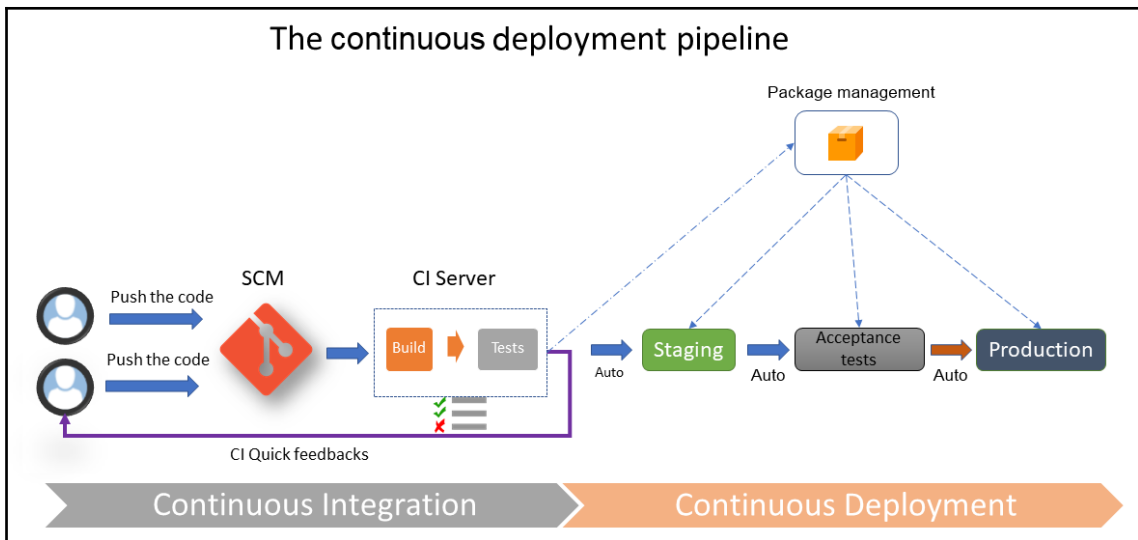 The continuous deployment pipeline
Package management
SCM
CI Server
Push the code
Push the code
Build
Tests
Auto
Staging
Auto
Acceptance
tests
Auto
Production
CI Quick feedbacks
Continuous Integration
Continuous Deployment